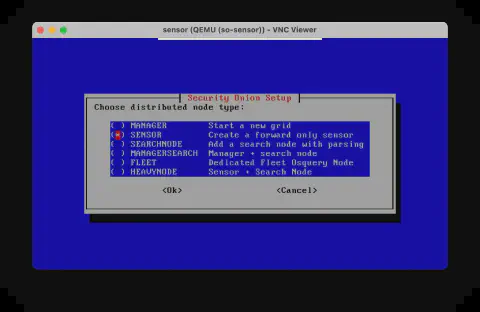 sensor (QEMU (so-sensor)) - VNC Viewer
Security Onion Setup
Choose distributed node type:
( ) MANAGER Start a new grid
(*) SENSOR Create a forward only sensor
( ) SEARCHNODE Add a search node with parsing
( ) MANAGERSEARCH Manager + search node
( ) FLEET Dedicated Fleet Osquery Node
( ) HEAVYNODE Sensor + Search Node
<Ok> <Cancel>